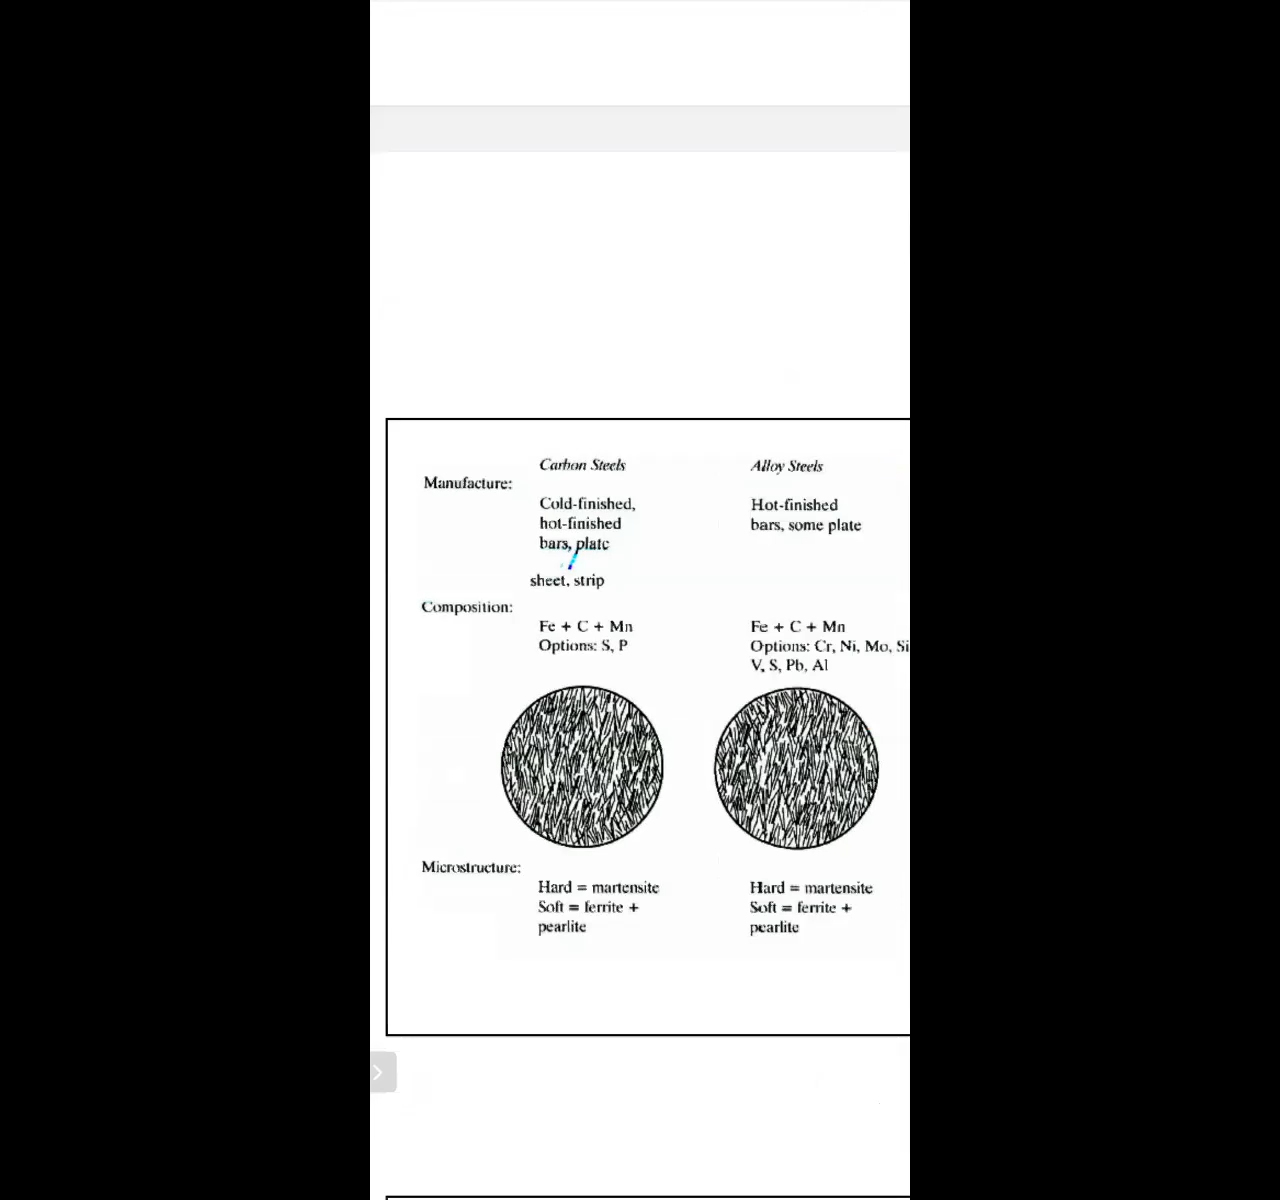 Carbon Steels
Alloy Steels
Manufacture:
Cold-finished,
hot-finished
bars, plate
sheet, strip
Hot-finished
bars, some plate
Composition:
Fe + C + Mn
Options: S, P
Fe + C + Mn
Options: Cr, Ni, Mo, Si
V, S, Pb, Al
Microstructure:
Hard = martensite
Soft = ferrite +
pearlite
Hard = martensite
Soft = ferrite +
pearlite